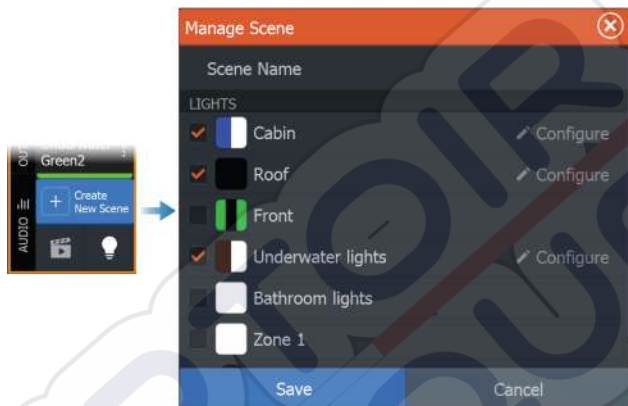 Green2
Create
New Scene
OUT
AUDIO
Manage Scene
Scene Name
LIGHTS
Cabin
Configure
Roof
Configure
Front
Underwater lights
Configure
Bathroom lights
Zone 1
Save
Cancel